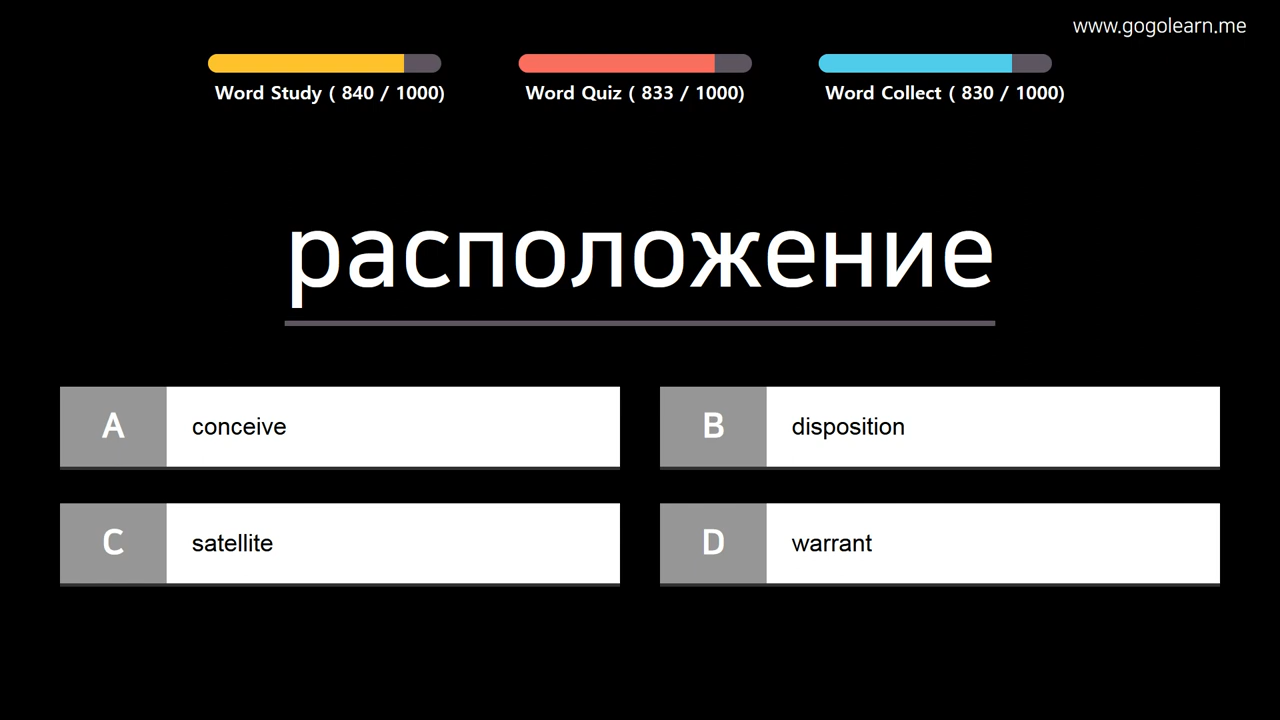 www.gogolearn.me
Word Study ( 840 / 1000)
Word Quiz ( 833 / 1000)
Word Collect ( 830 / 1000)
расположение
A conceive
B disposition
C satellite
D warrant